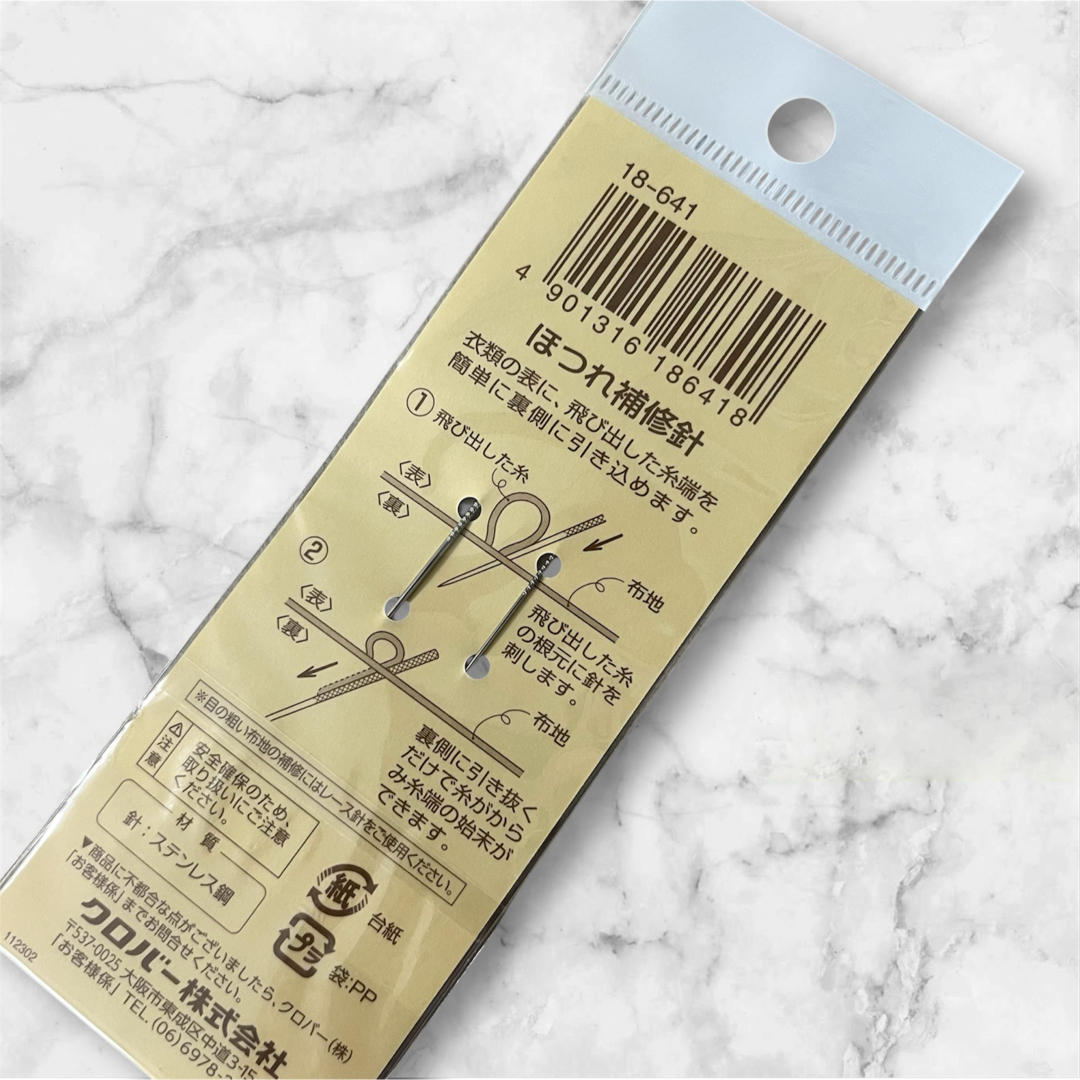 18-641
4 901316 186418
ほつれ補修針
衣類の表に、飛び出した糸端を
簡単に裏側に引き込めます。
① 飛び出した糸
〈表〉
〈裏〉
布地
飛び出した糸
の根元に針を
刺します。
②
〈表〉
〈裏〉
布地
裏側に引き抜く
だけで糸がから
み糸端の始末が
できます。
※目の粗い布地の補修にはレース針をご使用ください。
注意
安全確保のため、
取り扱いにご注意
ください。
材質
針：ステンレス鋼
紙
台紙
プラ
袋:PP
▼商品に不都合な点がございましたら、クロバー(株)
「お客様係」までお問合せください。
クロバー株式会社
〒537-0025 大阪市東成区中道3-15
「お客様係」TEL.(06)6978-
112302